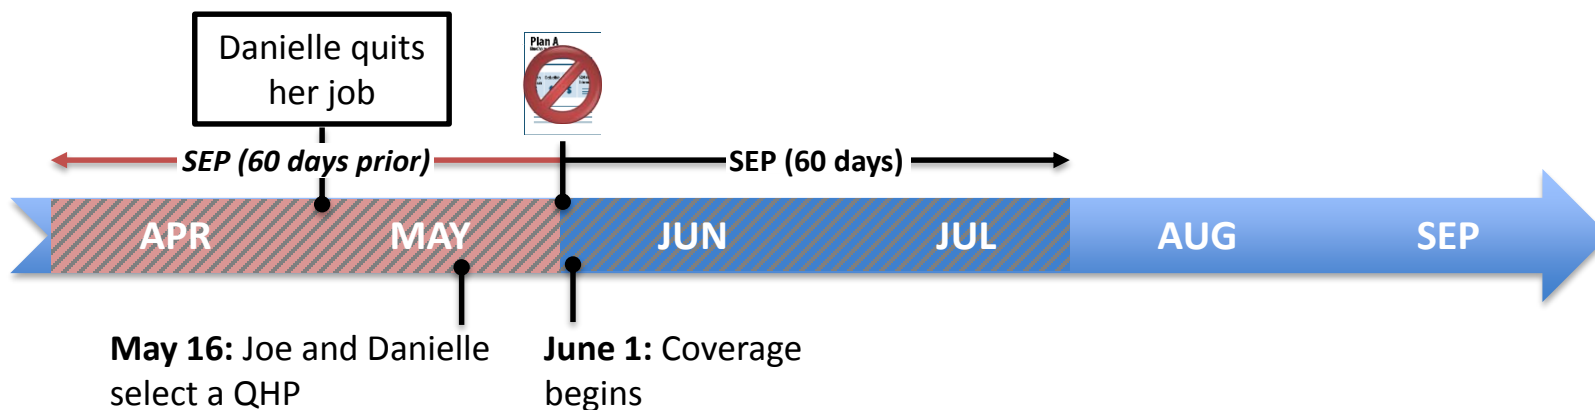 Danielle quits
her job
Plan A
SEP (60 days prior)
SEP (60 days)
APR
MAY
JUN
JUL
AUG
SEP
May 16: Joe and Danielle
select a QHP
June 1: Coverage
begins